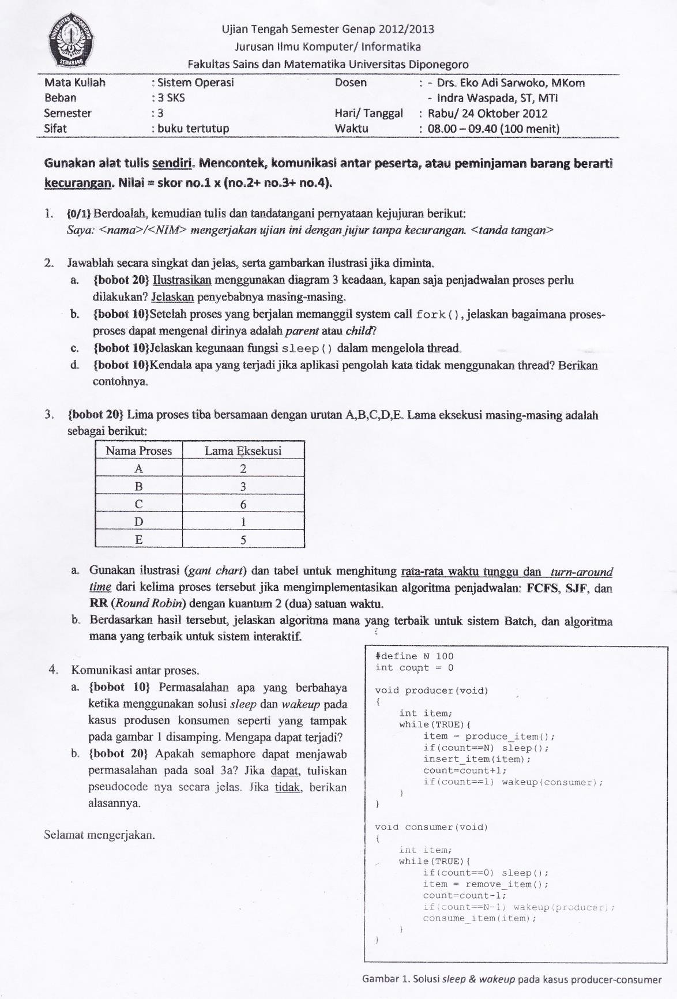 UNIVERSITAS DIPONEGORO
SEMARANG
Ujian Tengah Semester Genap 2012/2013
Jurusan Ilmu Komputer/ Informatika
Fakultas Sains dan Matematika Universitas Diponegoro
Mata Kuliah : Sistem Operasi Dosen : - Drs. Eko Adi Sarwoko, MKom
Beban : 3 SKS - Indra Waspada, ST, MTI
Semester : 3 Hari/ Tanggal : Rabu/ 24 Oktober 2012
Sifat : buku tertutup Waktu : 08.00 – 09.40 (100 menit)
Gunakan alat tulis sendiri. Mencontek, komunikasi antar peserta, atau peminjaman barang berarti
kecurangan. Nilai = skor no.1 x (no.2+ no.3+ no.4).
1. {0/1} Berdoalah, kemudian tulis dan tandatangani pernyataan kejujuran berikut:
Saya: <nama>/<NIM> mengerjakan ujian ini dengan jujur tanpa kecurangan. <tanda tangan>
2. Jawablah secara singkat dan jelas, serta gambarkan ilustrasi jika diminta.
a. {bobot 20} Ilustrasikan menggunakan diagram 3 keadaan, kapan saja penjadwalan proses perlu
dilakukan? Jelaskan penyebabnya masing-masing.
b. {bobot 10}Setelah proses yang berjalan memanggil system call fork(), jelaskan bagaimana proses-
proses dapat mengenal dirinya adalah parent atau child?
c. {bobot 10}Jelaskan kegunaan fungsi sleep() dalam mengelola thread.
d. {bobot 10}Kendala apa yang terjadi jika aplikasi pengolah kata tidak menggunakan thread? Berikan
contohnya.
3. {bobot 20} Lima proses tiba bersamaan dengan urutan A,B,C,D,E. Lama eksekusi masing-masing adalah
sebagai berikut:
Nama Proses Lama Eksekusi
A 2
B 3
C 6
D 1
E 5
a. Gunakan ilustrasi (gant chart) dan tabel untuk menghitung rata-rata waktu tunggu dan turn-around
time dari kelima proses tersebut jika mengimplementasikan algoritma penjadwalan: FCFS, SJF, dan
RR (Round Robin) dengan kuantum 2 (dua) satuan waktu.
b. Berdasarkan hasil tersebut, jelaskan algoritma mana yang terbaik untuk sistem Batch, dan algoritma
mana yang terbaik untuk sistem interaktif.
4. Komunikasi antar proses.
a. {bobot 10} Permasalahan apa yang berbahaya
ketika menggunakan solusi sleep dan wakeup pada
kasus produsen konsumen seperti yang tampak
pada gambar 1 disamping. Mengapa dapat terjadi?
b. {bobot 20} Apakah semaphore dapat menjawab
permasalahan pada soal 3a? Jika dapat, tuliskan
pseudocode nya secara jelas. Jika tidak, berikan
alasannya.
Selamat mengerjakan.
#define N 100
int count = 0
void producer(void)
{
int item;
while(TRUE){
item = produce_item();
if(count==N) sleep();
insert_item(item);
count=count+1;
if(count==1) wakeup(consumer);
}
}
void consumer(void)
{
int item;
while(TRUE){
if(count==0) sleep();
item = remove_item();
count=count-1;
if(count==N-1) wakeup(producer);
consume_item(item);
}
}
Gambar 1. Solusi sleep & wakeup pada kasus producer-consumer